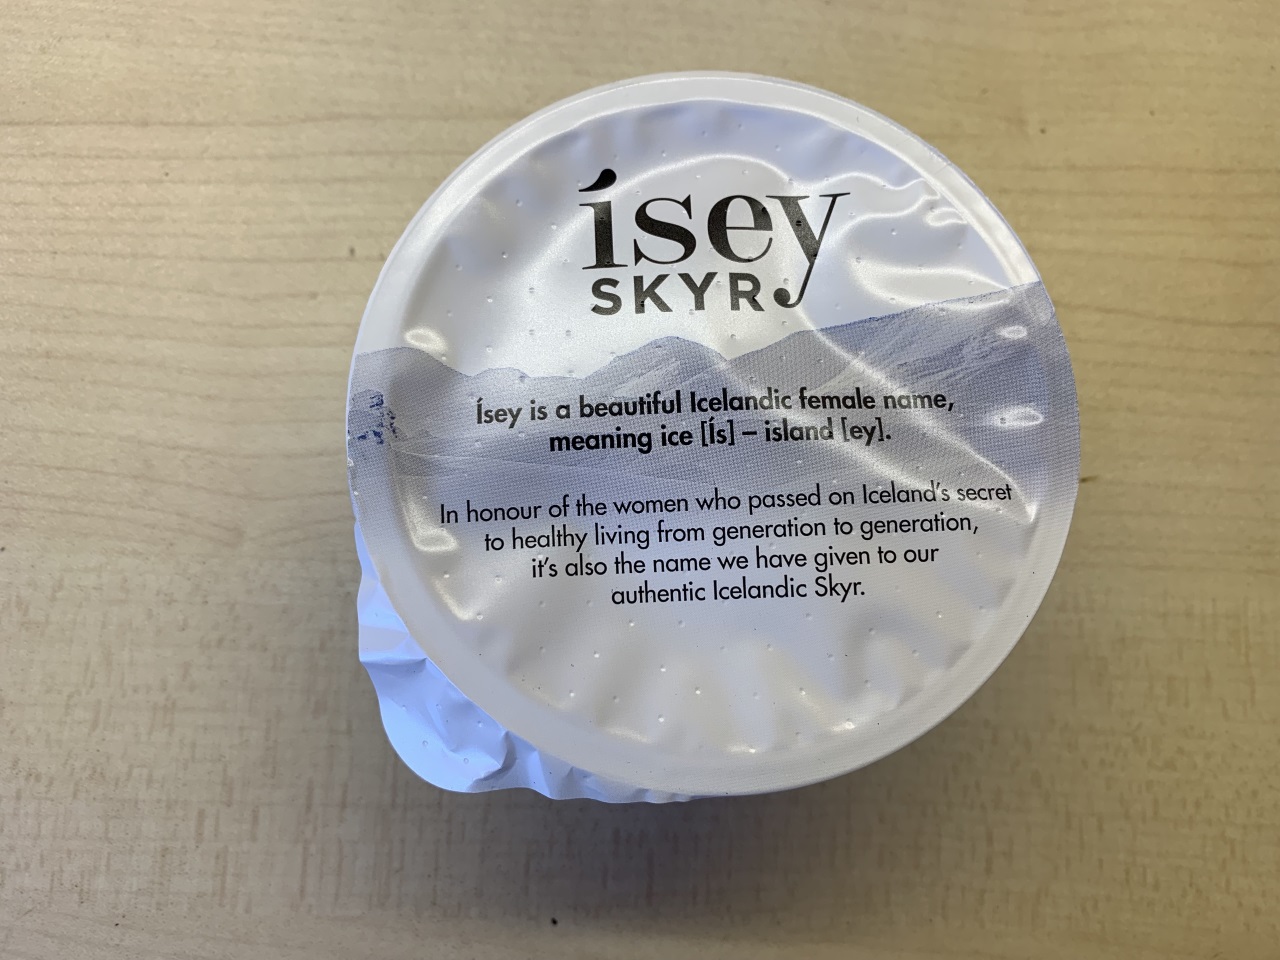 ísey
SKYR
Ísey is a beautiful Icelandic female name,
meaning ice [Ís] – island [ey].
In honour of the women who passed on Iceland's secret
to healthy living from generation to generation,
it's also the name we have given to our
authentic Icelandic Skyr.